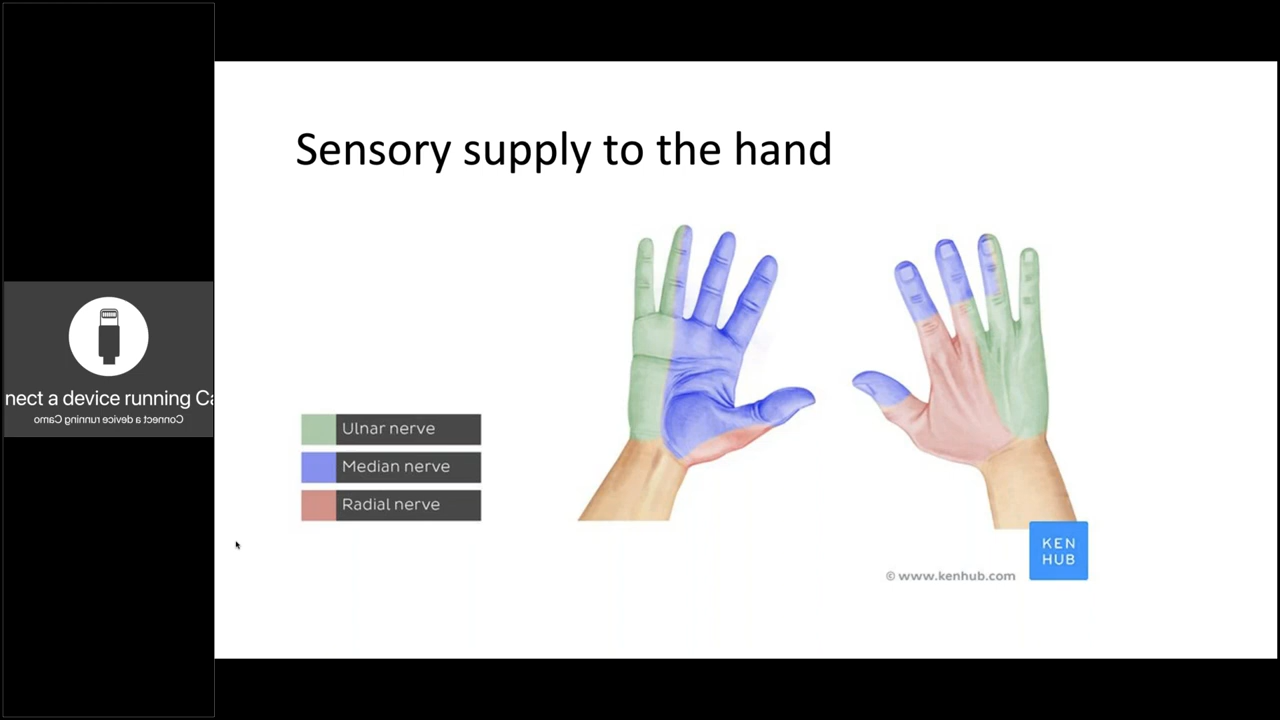 Sensory supply to the hand
nect a device running Ca
Connect a device running Camo
Ulnar nerve
Median nerve
Radial nerve
KEN
HUB
© www.kenhub.com